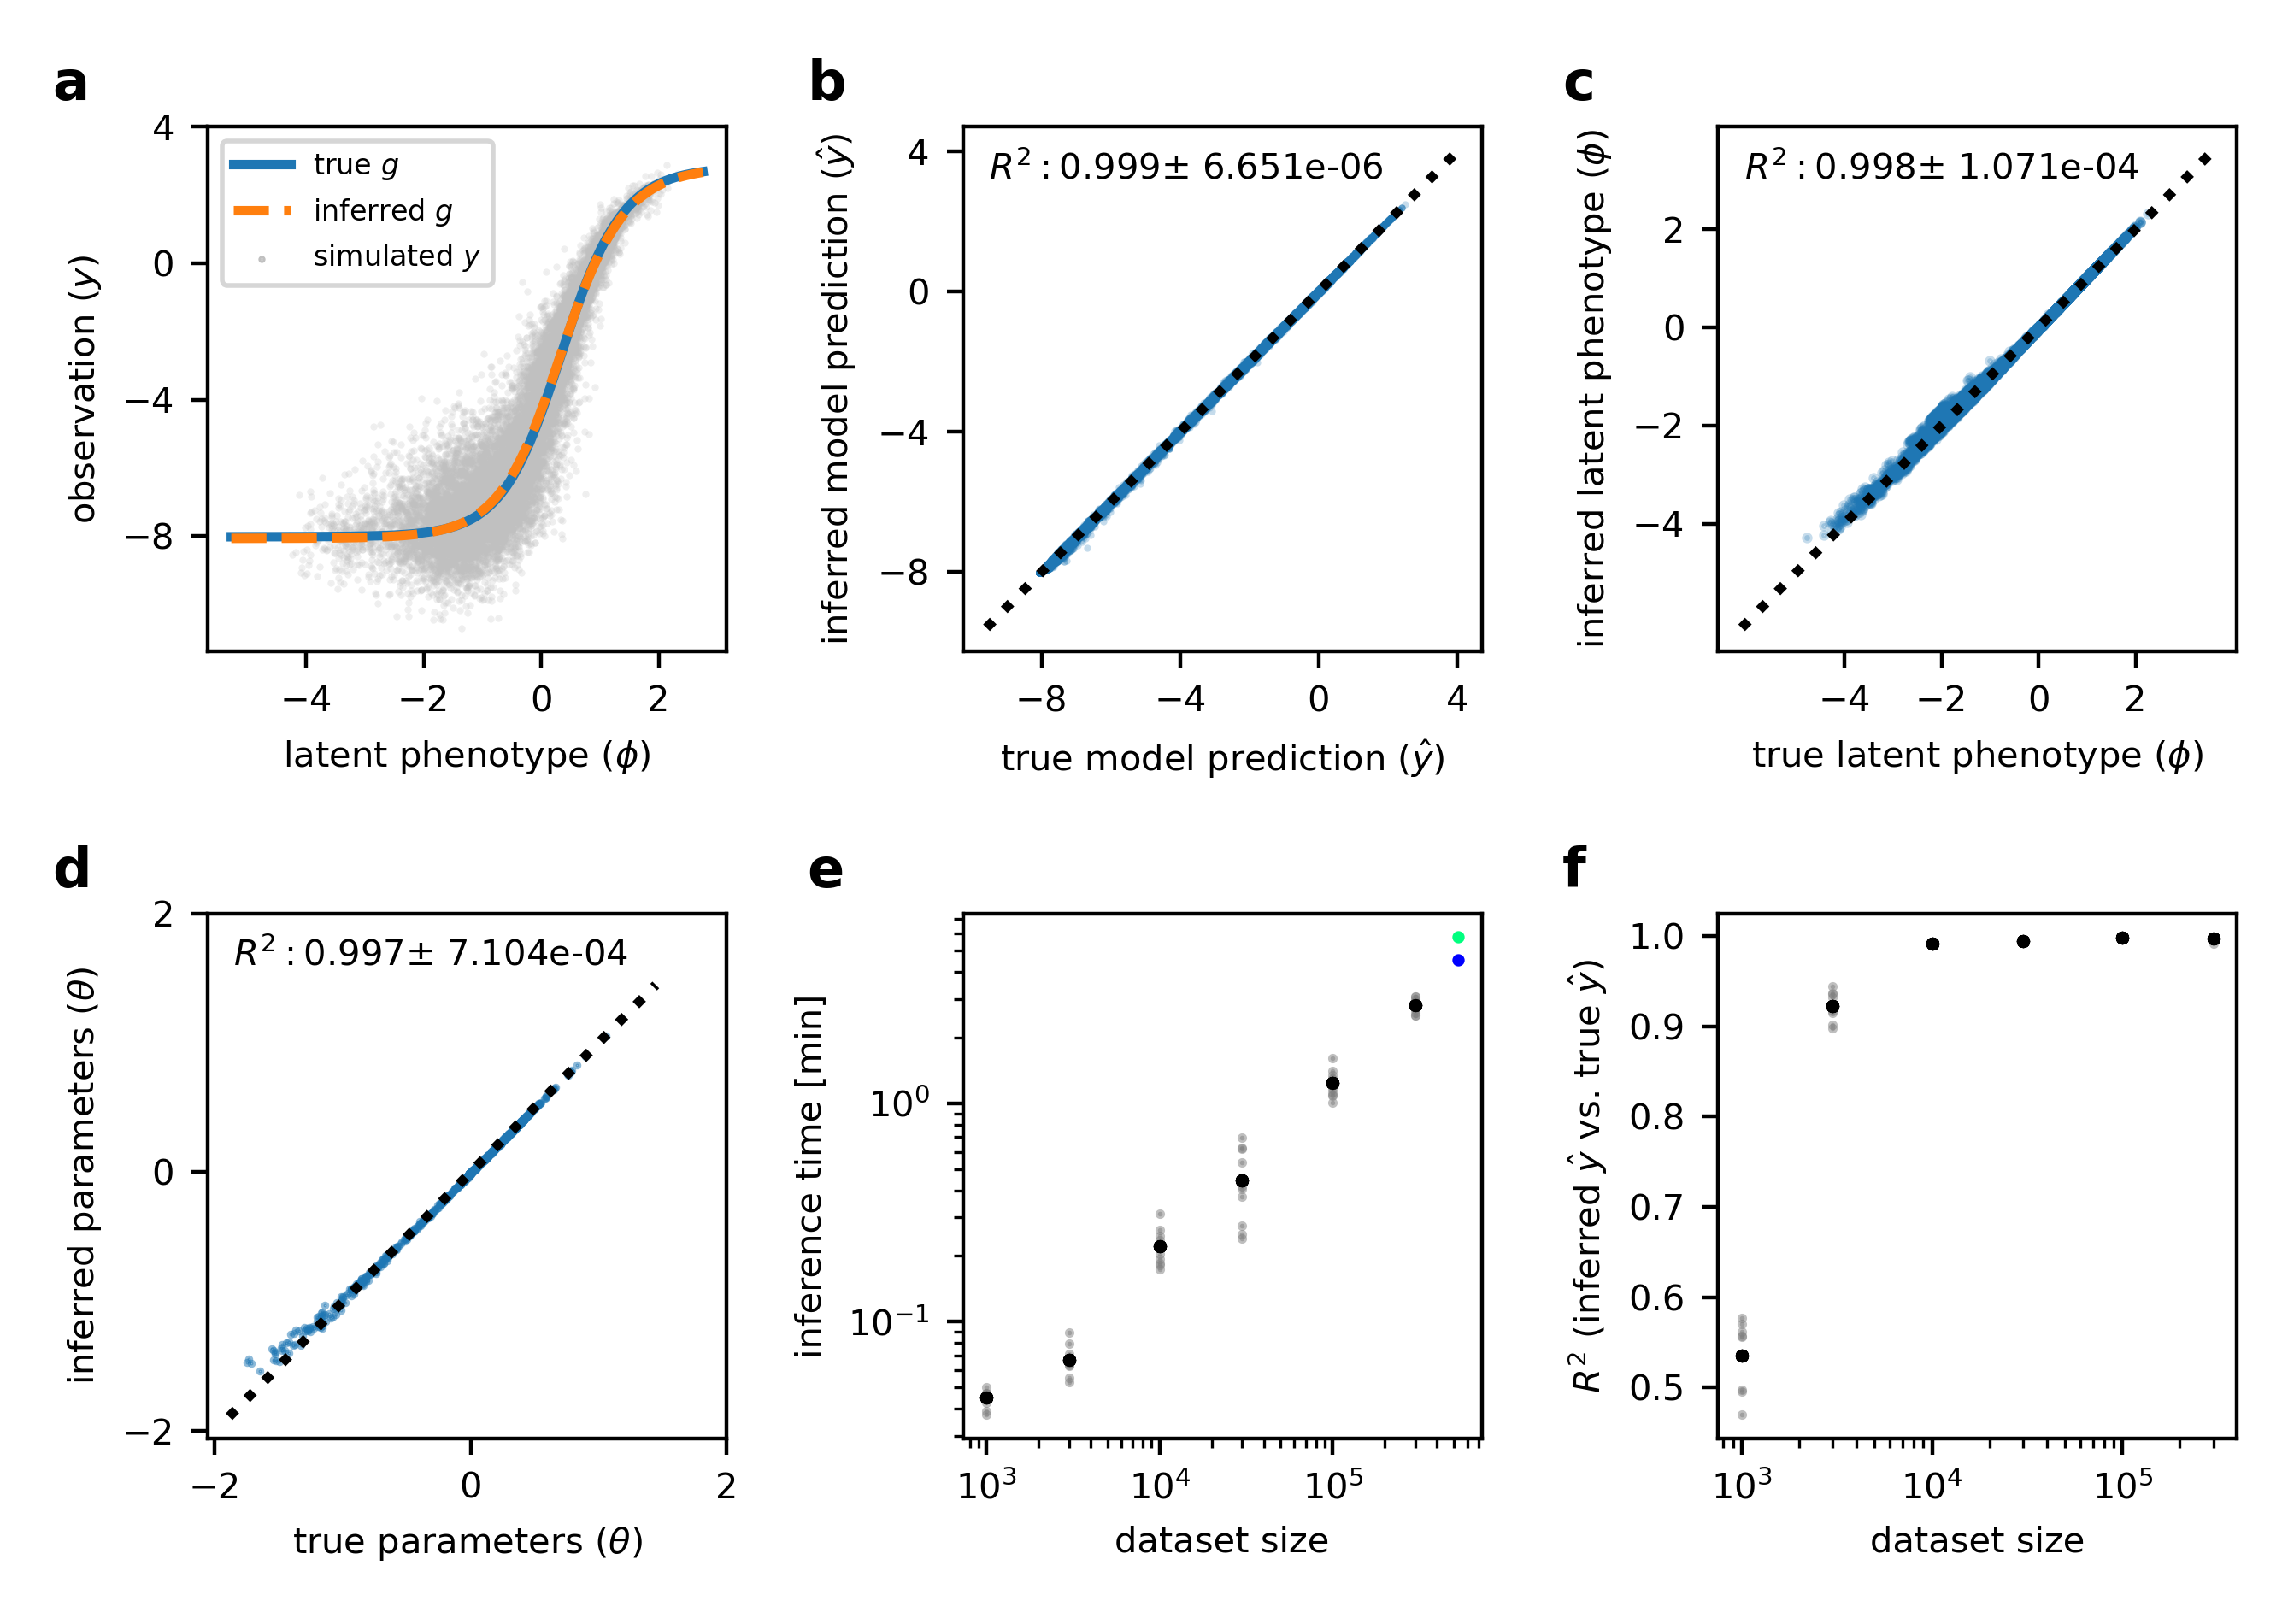 a
4
0
−4
−8
observation (y)
true g
inferred g
simulated y
−4
−2
0
2
latent phenotype (ϕ)
b
4
0
−4
−8
inferred model prediction (ŷ)
R² : 0.999± 6.651e-06
−8
−4
0
4
true model prediction (ŷ)
c
2
0
−2
−4
inferred latent phenotype (ϕ)
R² : 0.998± 1.071e-04
−4
−2
0
2
true latent phenotype (ϕ)
d
2
0
−2
inferred parameters (θ)
R² : 0.997± 7.104e-04
−2
0
2
true parameters (θ)
e
10⁰
10⁻¹
inference time [min]
10³
10⁴
10⁵
dataset size
f
1.0
0.9
0.8
0.7
0.6
0.5
R² (inferred ŷ vs. true ŷ)
10³
10⁴
10⁵
dataset size